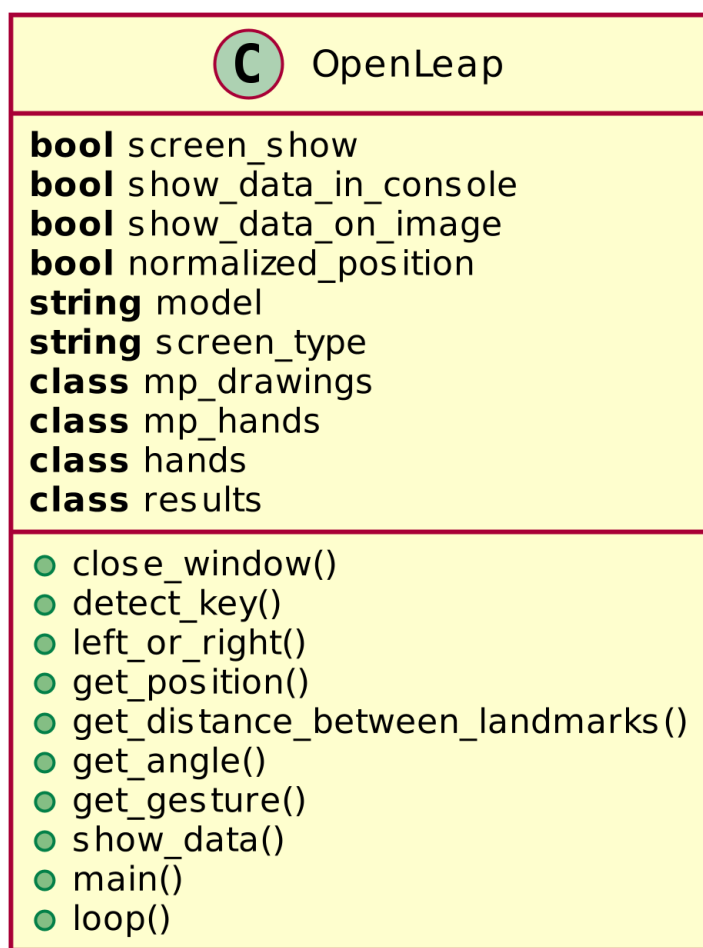 C OpenLeap
bool screen_show
bool show_data_in_console
bool show_data_on_image
bool normalized_position
string model
string screen_type
class mp_drawings
class mp_hands
class hands
class results
close_window()
detect_key()
left_or_right()
get_position()
get_distance_between_landmarks()
get_angle()
get_gesture()
show_data()
main()
loop()